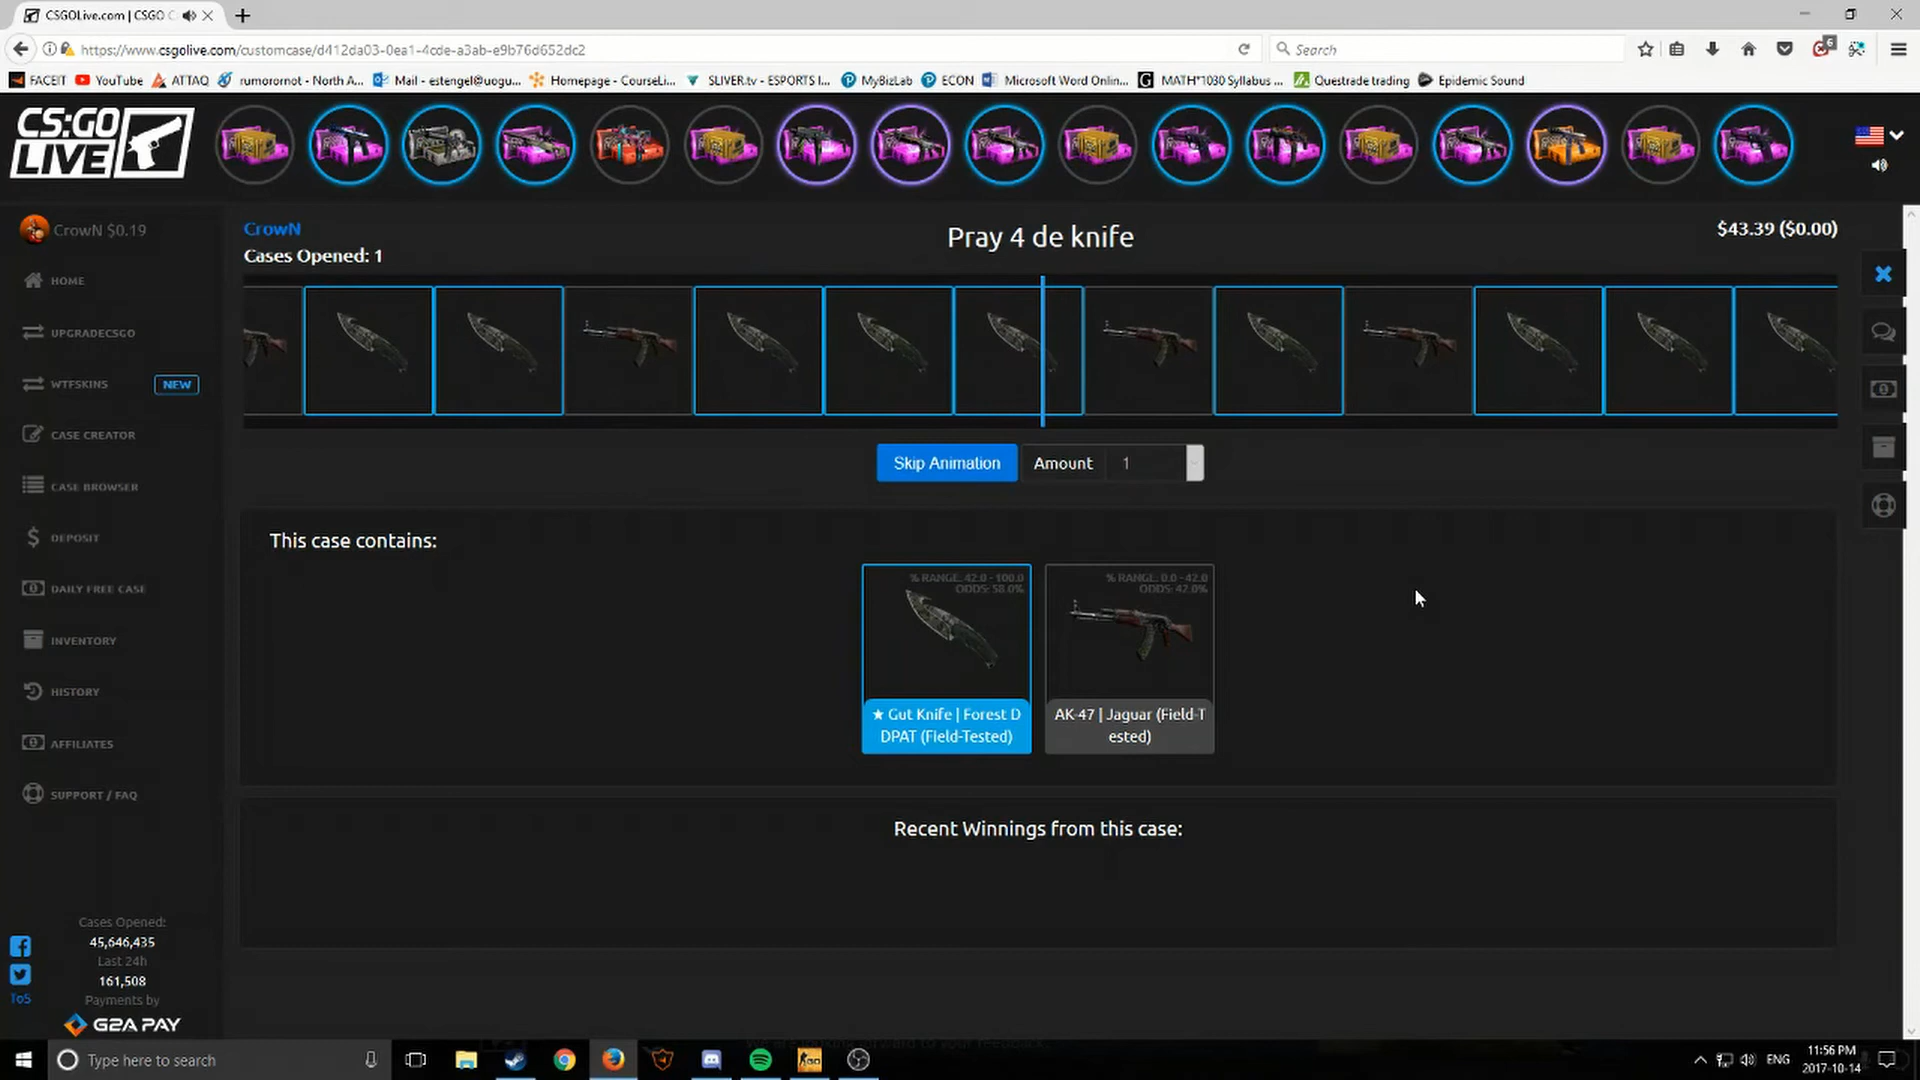 CSGOLive.com | CSGO C
https://www.csgolive.com/customcase/d412da03-0ea1-4cde-a3ab-e9b76d652dc2
Search
6
FACEIT
YouTube
ATTAQ
rumorornot - North A...
Mail - estengel@uogu...
Homepage - CourseLi...
SLIVER.tv - ESPORTS l...
MyBizLab
ECON
Microsoft Word Onlin...
MATH*1030 Syllabus ...
Questrade trading
Epidemic Sound
CS:GO
LIVE
CrowN $0.19
HOME
UPGRADECSGO
WTFSKINS
NEW
CASE CREATOR
CASE BROWSER
DEPOSIT
DAILY FREE CASE
INVENTORY
HISTORY
AFFILIATES
SUPPORT / FAQ
CrowN
Cases Opened: 1
Pray 4 de knife
$43.39 ($0.00)
Skip Animation
Amount
1
This case contains:
% RANGE: 42.0 - 100.0
ODDS: 58.0%
★ Gut Knife | Forest D
DPAT (Field-Tested)
% RANGE: 0.0 - 42.0
ODDS: 42.0%
AK-47 | Jaguar (Field-T
ested)
Recent Winnings from this case:
Cases Opened:
45,646,435
Last 24h
161,508
Payments by
G2A PAY
ToS
Type here to search
ENG
11:56 PM
2017-10-14